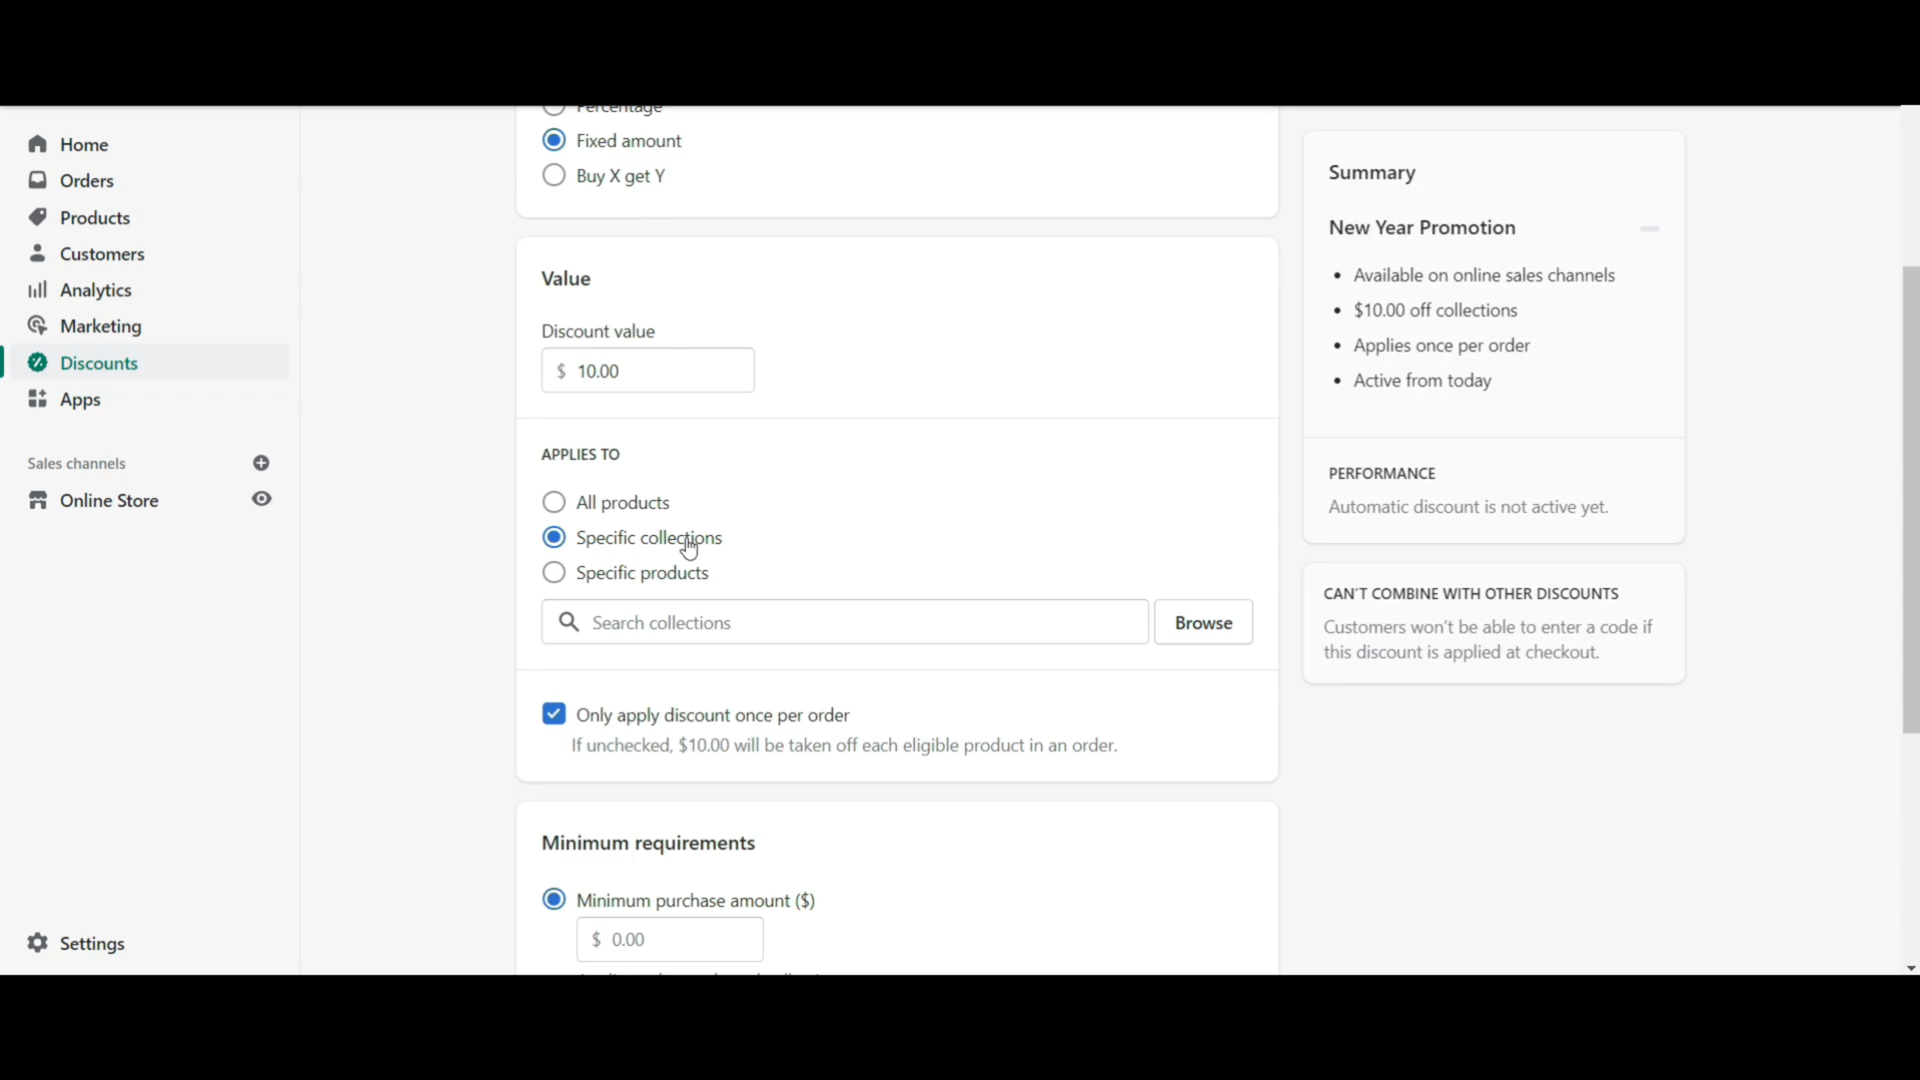 Home
Orders
Products
Customers
Analytics
Marketing
Discounts
Apps
Sales channels
Online Store
Settings
Percentage
Fixed amount
Buy X get Y
Value
Discount value
$ 10.00
APPLIES TO
All products
Specific collections
Specific products
Search collections
Browse
Only apply discount once per order
If unchecked, $10.00 will be taken off each eligible product in an order.
Minimum requirements
Minimum purchase amount ($)
$ 0.00
Summary
New Year Promotion
• Available on online sales channels
• $10.00 off collections
• Applies once per order
• Active from today
PERFORMANCE
Automatic discount is not active yet.
CAN'T COMBINE WITH OTHER DISCOUNTS
Customers won't be able to enter a code if
this discount is applied at checkout.